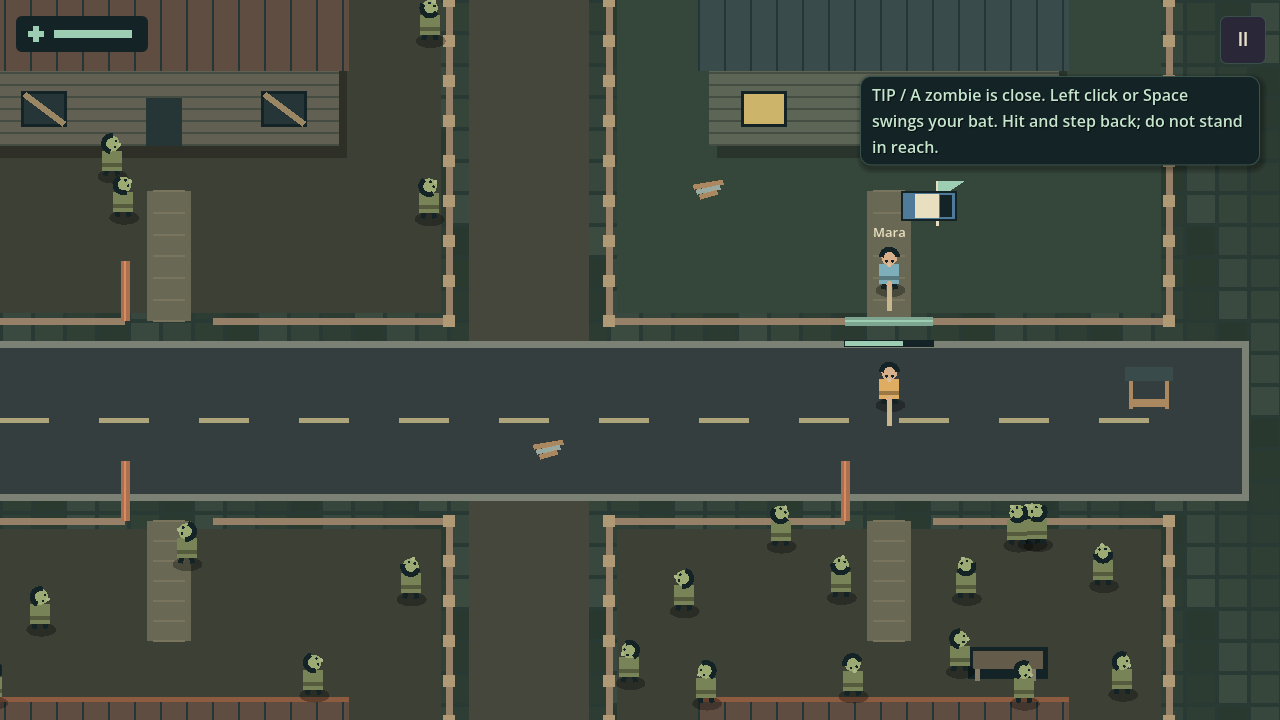 TIP / A zombie is close. Left click or Space
swings your bat. Hit and step back; do not stand
in reach.
Mara